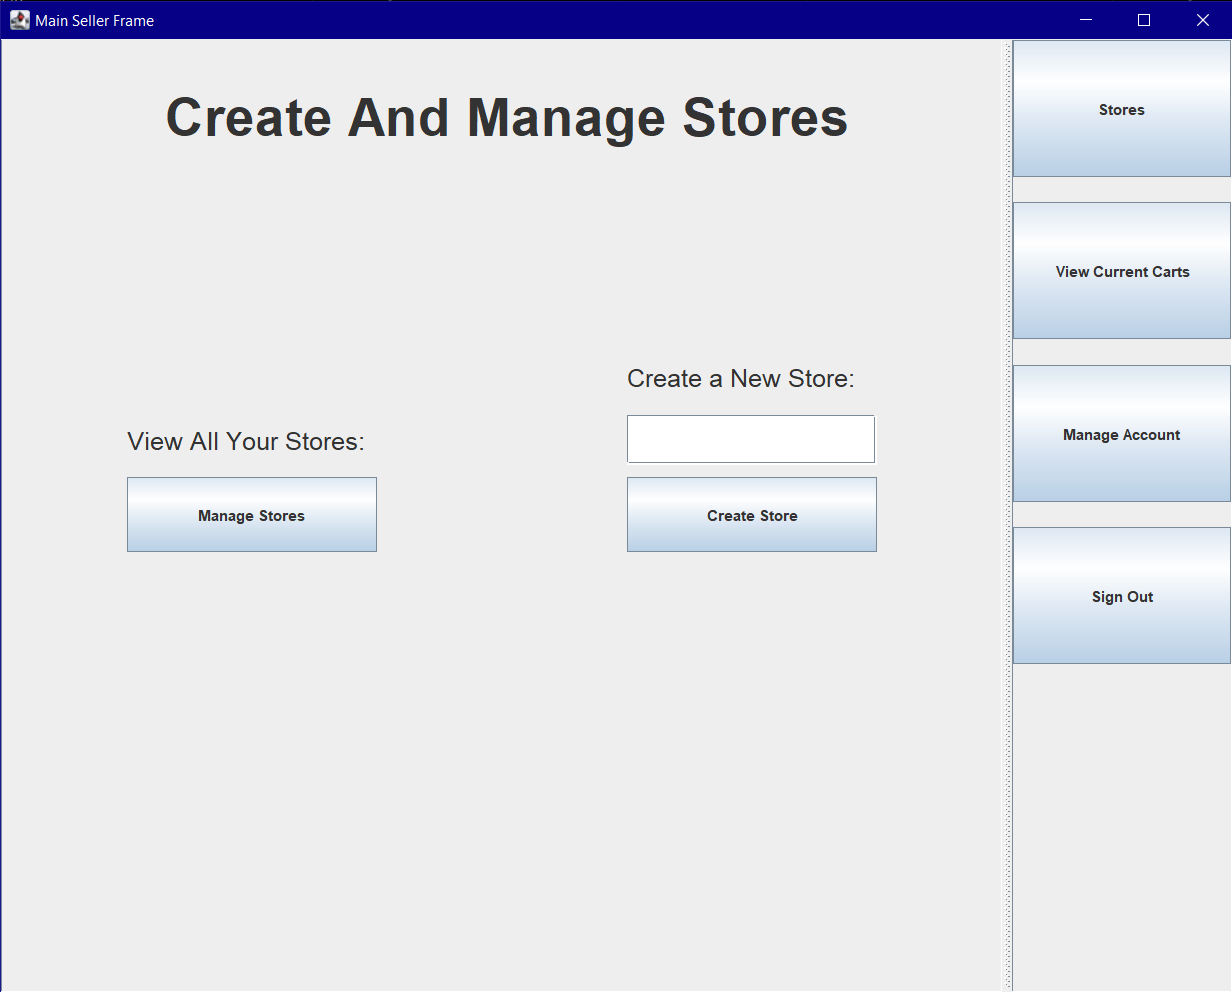 Main Seller Frame
Create And Manage Stores
View All Your Stores:
Manage Stores
Create a New Store:
Create Store
Stores
View Current Carts
Manage Account
Sign Out